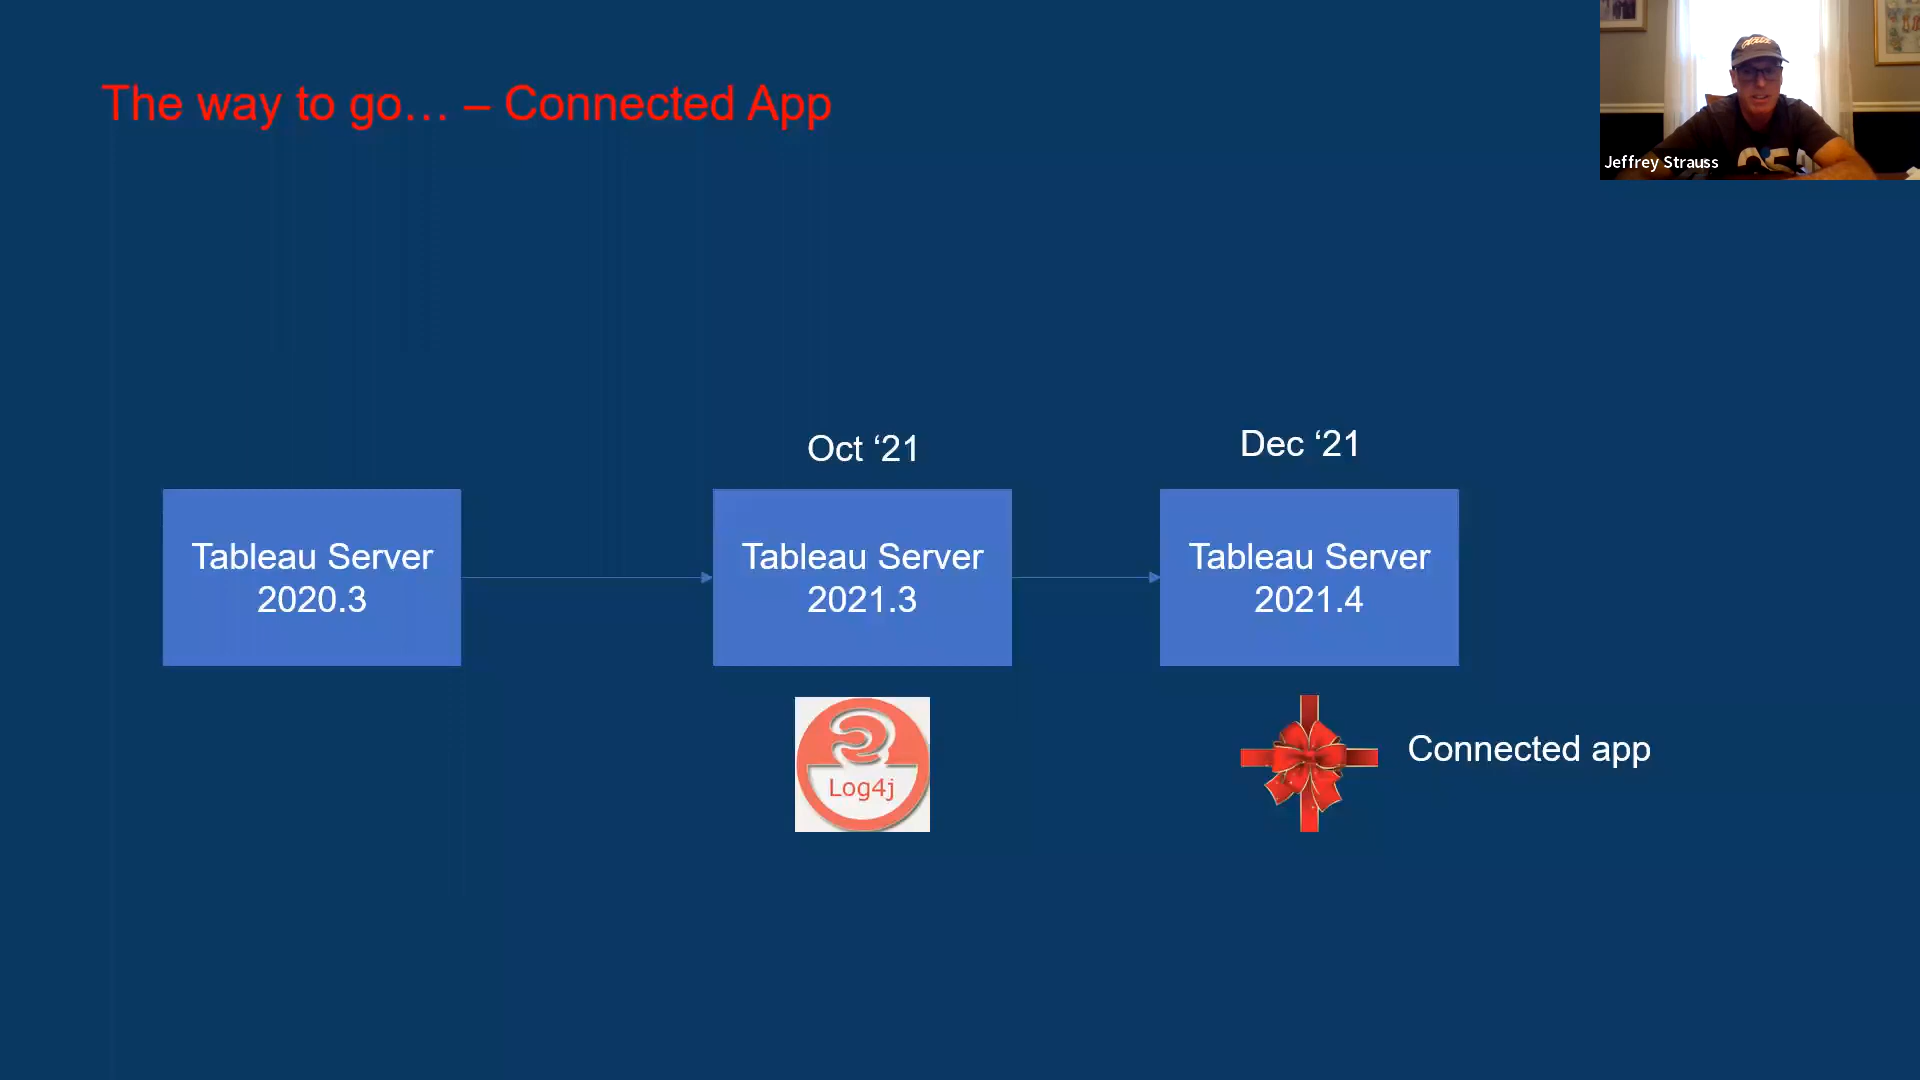 The way to go… – Connected App
Jeffrey Strauss
Oct ‘21
Dec ‘21
Tableau Server
2020.3
Tableau Server
2021.3
Tableau Server
2021.4
Log4j
Connected app